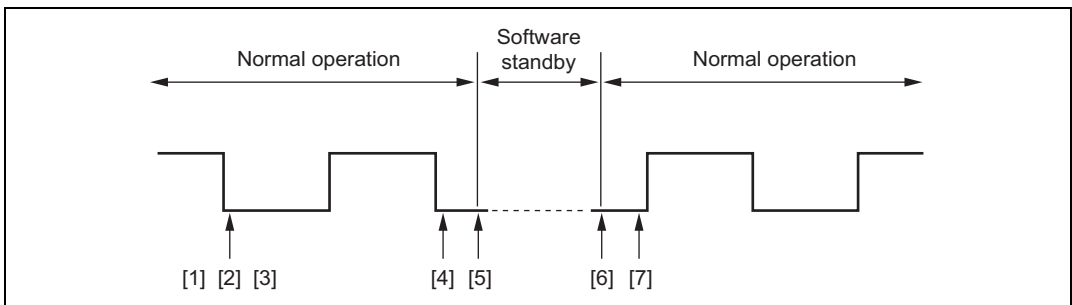 Software
standby
Normal operation
Normal operation
[1] [2] [3]
[4] [5]
[6] [7]